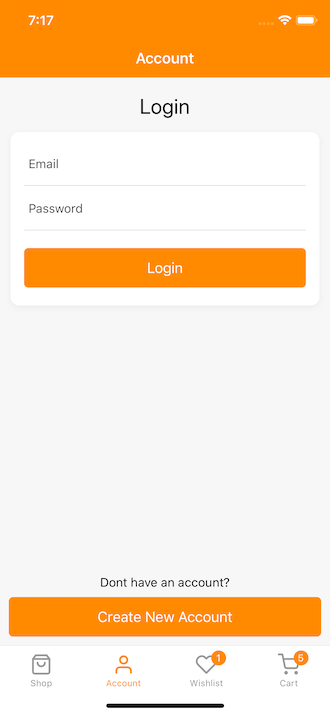 7:17
Account
Login
Email
Password
Login
Dont have an account?
Create New Account
1
5
Shop
Account
Wishlist
Cart